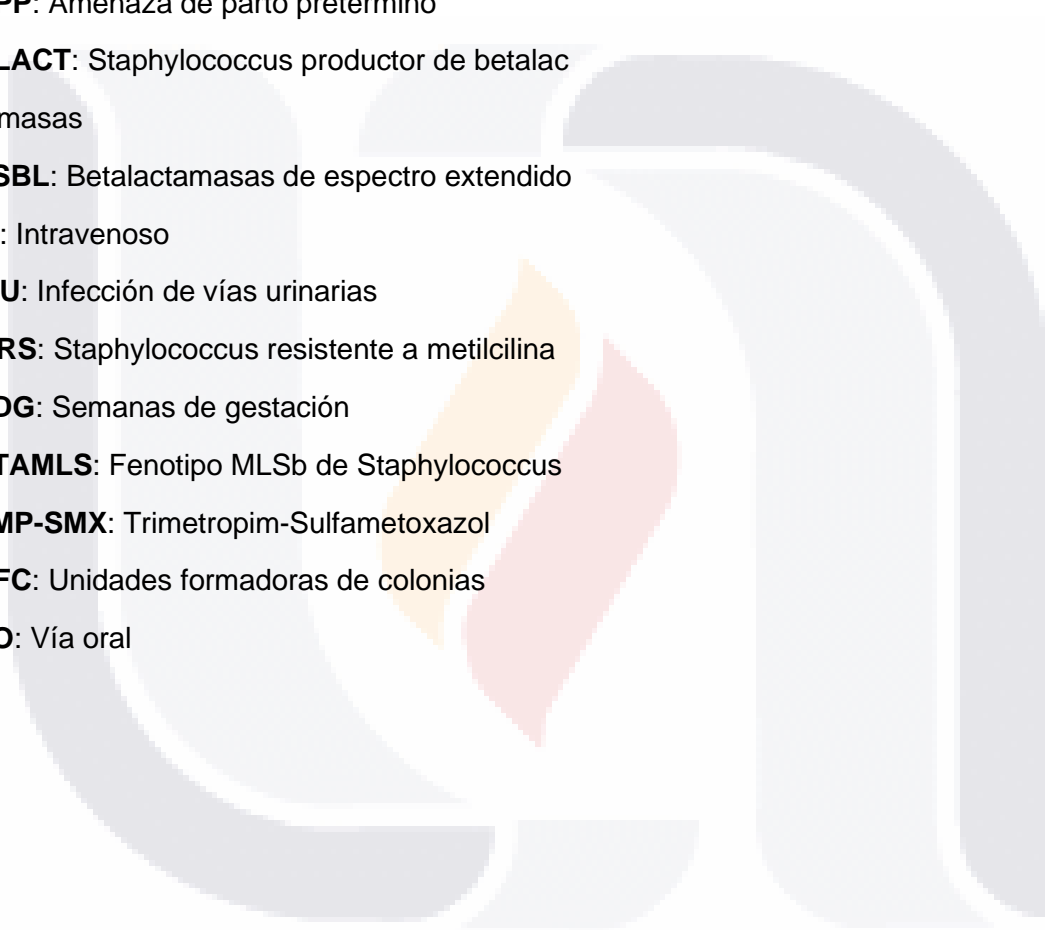 PP: Amenaza de parto pretermino
LACT: Staphylococcus productor de betalac
masas
SBL: Betalactamasas de espectro extendido
: Intravenoso
U: Infección de vías urinarias
RS: Staphylococcus resistente a metilcilina
DG: Semanas de gestación
TAMLS: Fenotipo MLSb de Staphylococcus
MP-SMX: Trimetropim-Sulfametoxazol
FC: Unidades formadoras de colonias
O: Vía oral